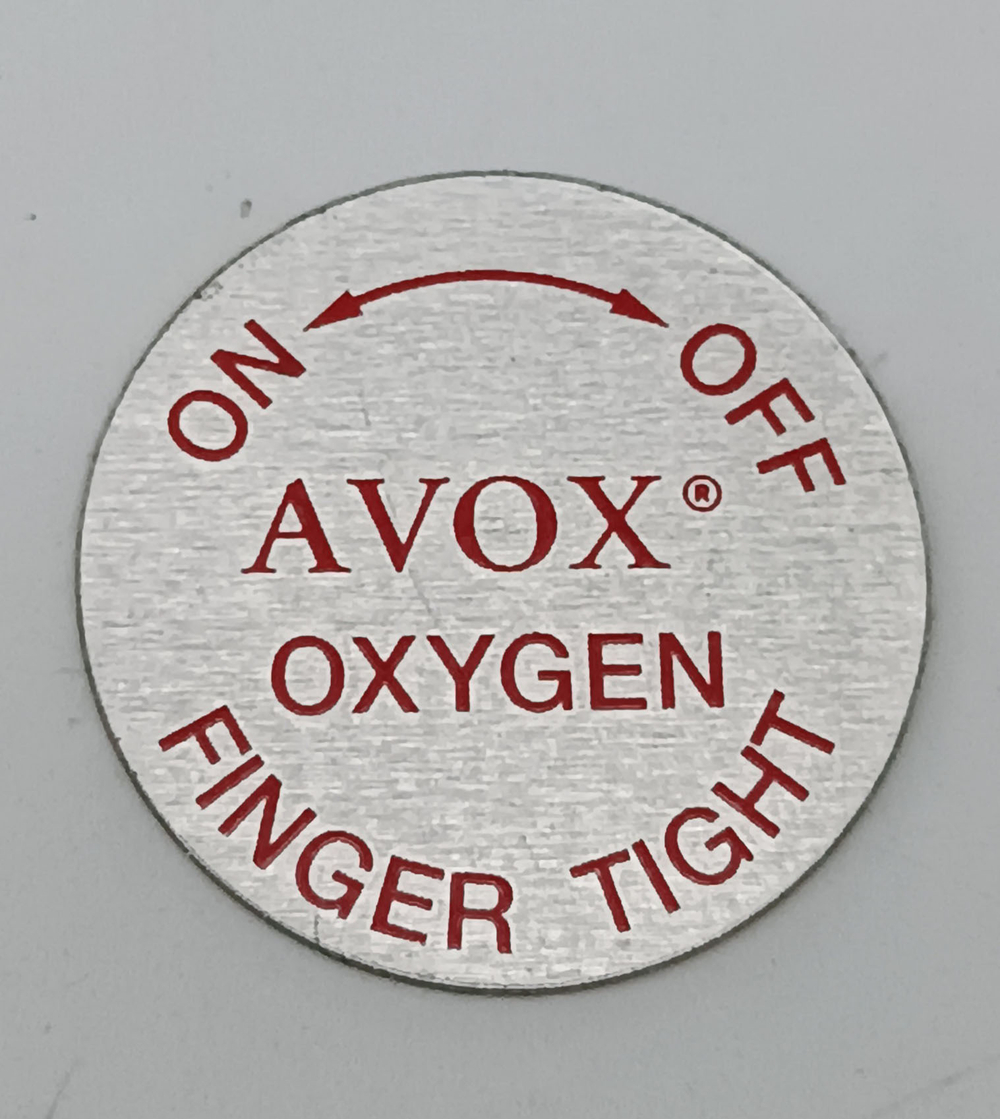 ON OFF
AVOX®
OXYGEN
FINGER TIGHT